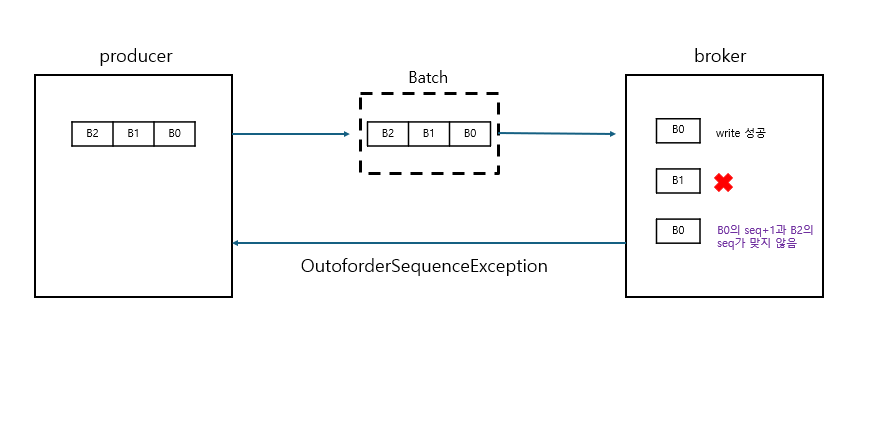 producer
broker
Batch
B2 B1 B0
B2 B1 B0
B0
write 성공
B1
B0
B0의 seq+1과 B2의
seq가 맞지 않음
OutoforderSequenceException